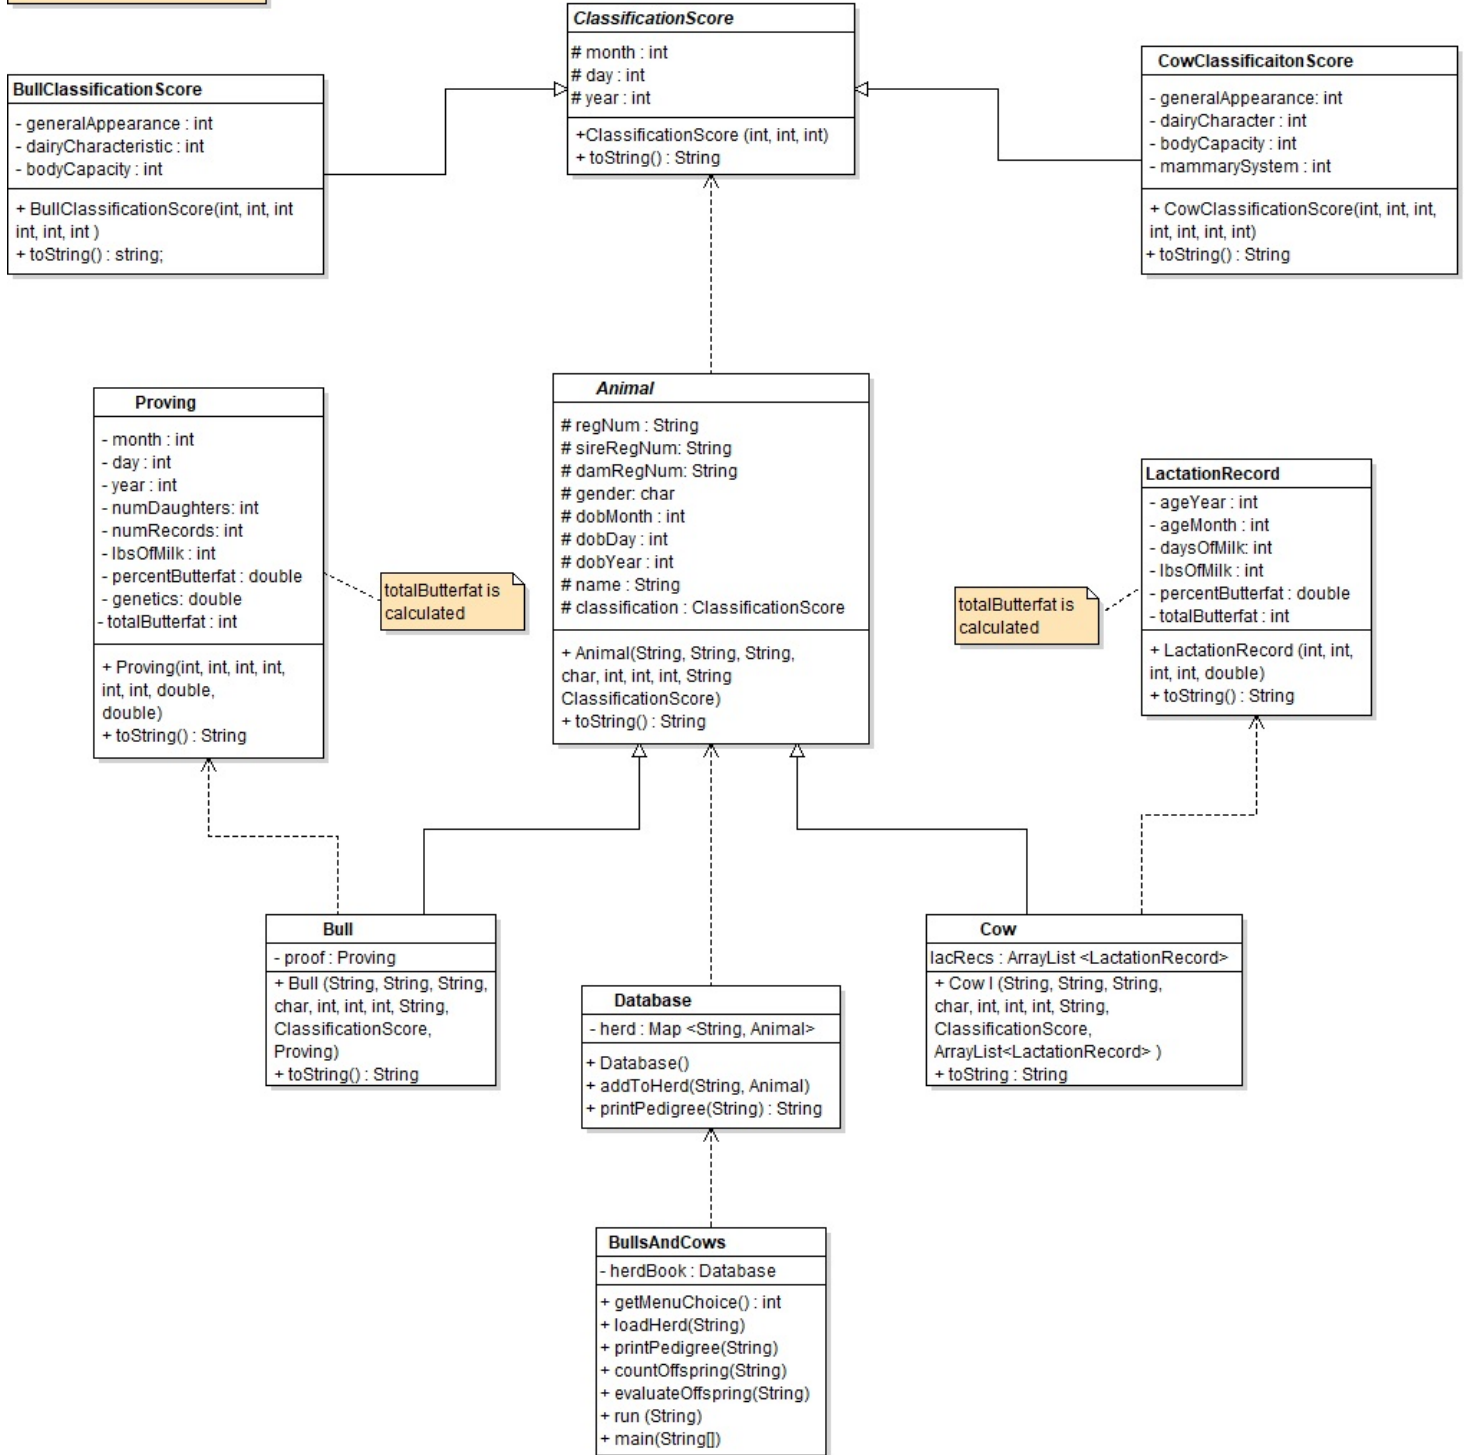 ClassificationScore
# month : int
# day : int
# year : int
+ClassificationScore (int, int, int)
+ toString() : String
BullClassificationScore
- generalAppearance : int
- dairyCharacteristic : int
- bodyCapacity : int
+ BullClassificationScore(int, int, int
int, int, int )
+ toString() : string;
CowClassificaitonScore
- generalAppearance: int
- dairyCharacter : int
- bodyCapacity : int
- mammarySystem : int
+ CowClassificationScore(int, int, int,
int, int, int, int)
+ toString() : String
Proving
- month : int
- day : int
- year : int
- numDaughters: int
- numRecords: int
- lbsOfMilk : int
- percentButterfat : double
- genetics: double
- totalButterfat : int
+ Proving(int, int, int, int,
int, int, double,
double)
+ toString() : String
totalButterfat is
calculated
Animal
# regNum : String
# sireRegNum: String
# damRegNum: String
# gender: char
# dobMonth : int
# dobDay : int
# dobYear : int
# name : String
# classification : ClassificationScore
+ Animal(String, String, String,
char, int, int, int, String
ClassificationScore)
+ toString() : String
totalButterfat is
calculated
LactationRecord
- ageYear : int
- ageMonth : int
- daysOfMilk: int
- lbsOfMilk : int
- percentButterfat : double
- totalButterfat : int
+ LactationRecord (int, int,
int, int, double)
+ toString() : String
Bull
- proof : Proving
+ Bull (String, String, String,
char, int, int, int, String,
ClassificationScore,
Proving)
+ toString() : String
Database
- herd : Map <String, Animal>
+ Database()
+ addToHerd(String, Animal)
+ printPedigree(String) : String
Cow
lacRecs : ArrayList <LactationRecord>
+ Cow l (String, String, String,
char, int, int, int, String,
ClassificationScore,
ArrayList<LactationRecord> )
+ toString : String
BullsAndCows
- herdBook : Database
+ getMenuChoice() : int
+ loadHerd(String)
+ printPedigree(String)
+ countOffspring(String)
+ evaluateOffspring(String)
+ run (String)
+ main(String[])